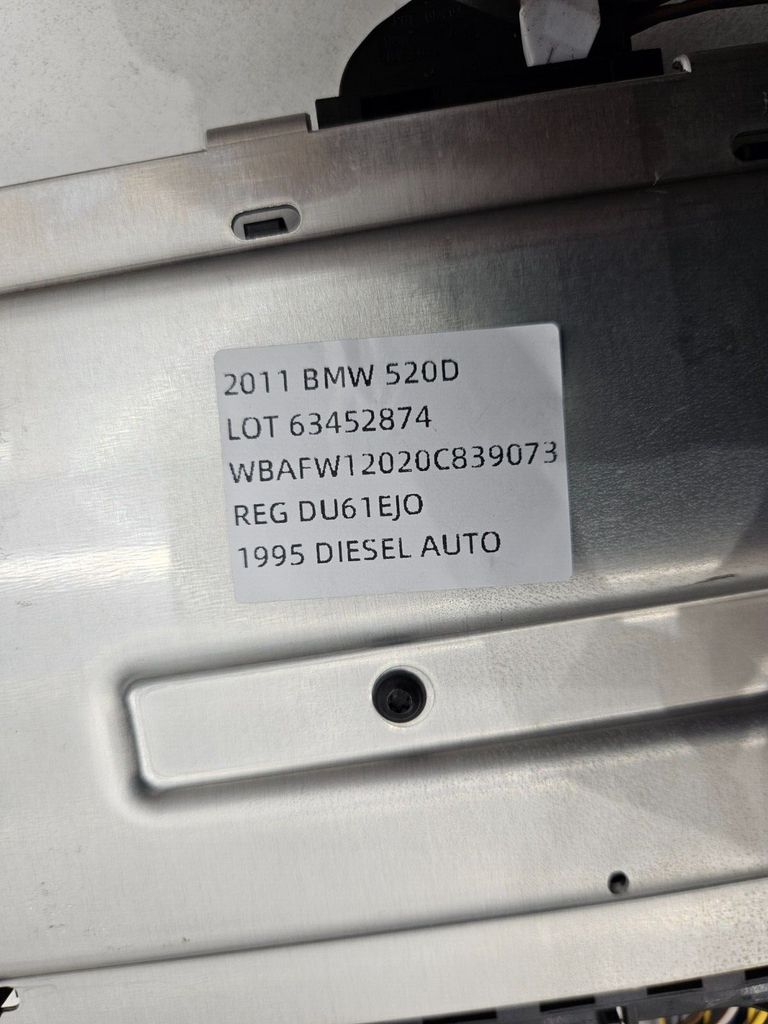 2011 BMW 520D
LOT 63452874
WBAFW12020C839073
REG DU61EJO
1995 DIESEL AUTO